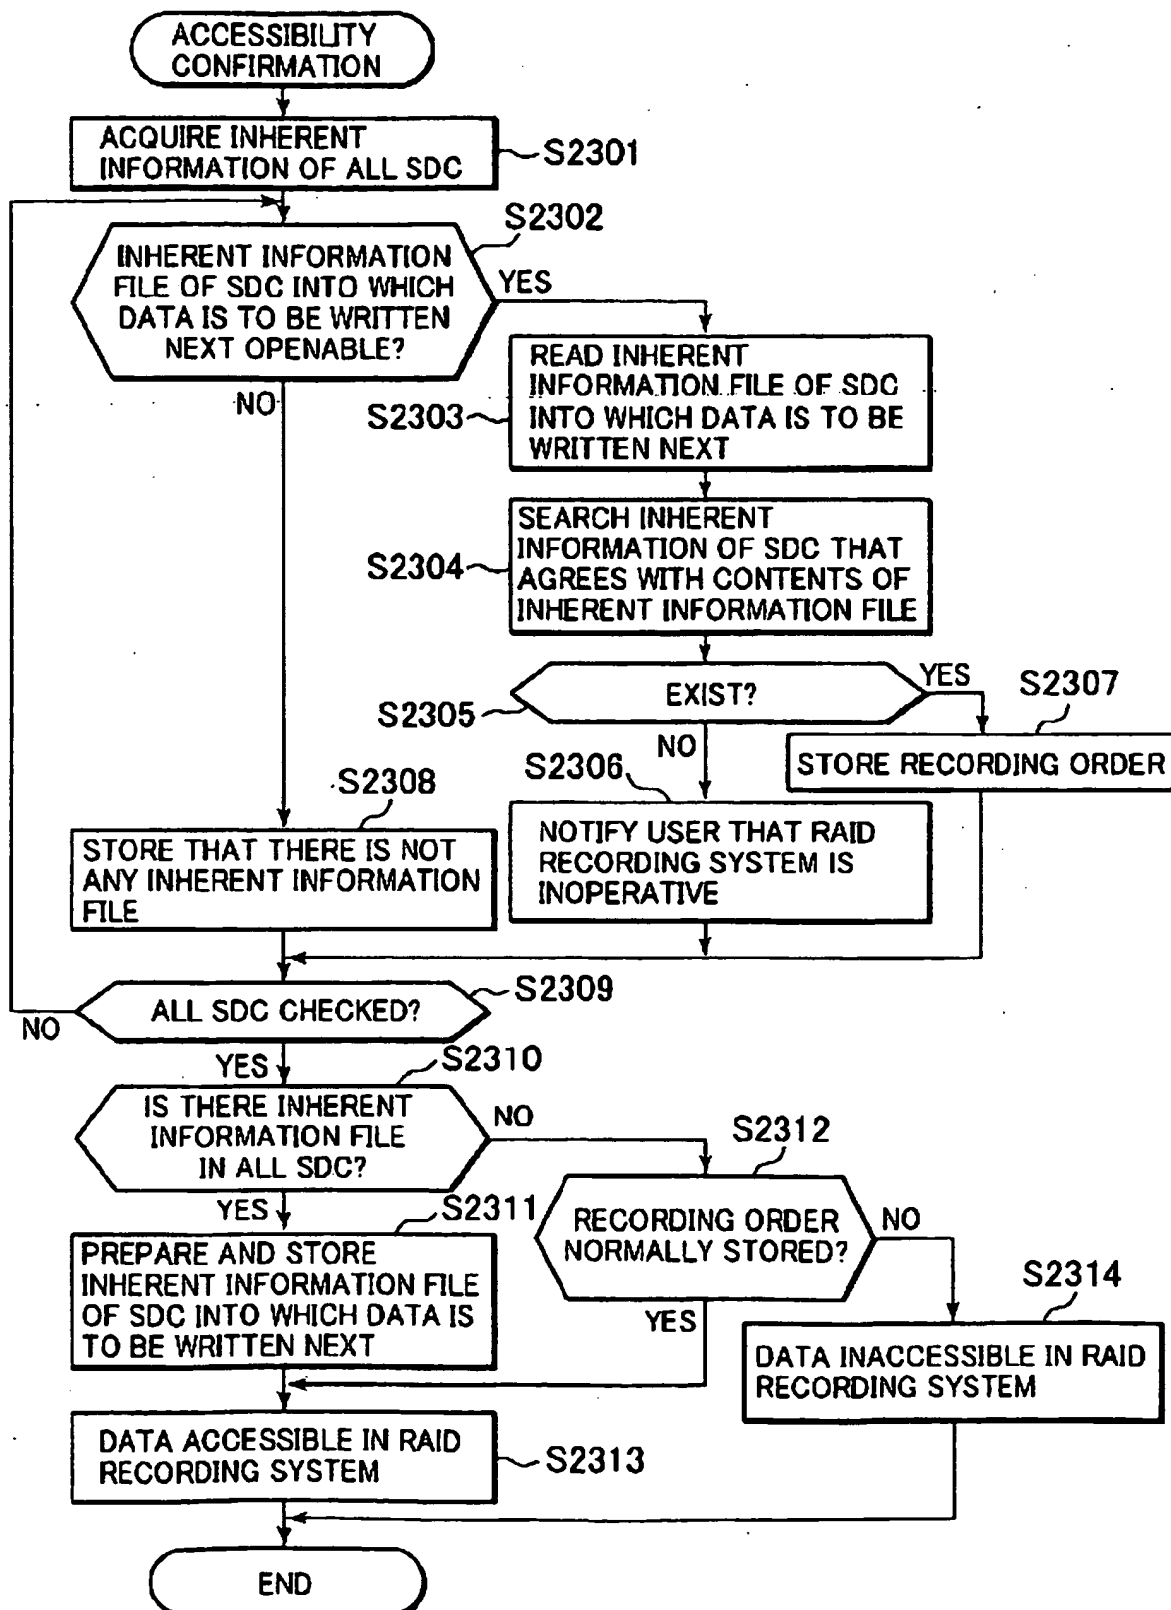 ACCESSIBILITY
CONFIRMATION
ACQUIRE INHERENT
INFORMATION OF ALL SDC
S2301
S2302
INHERENT INFORMATION
FILE OF SDC INTO WHICH
DATA IS TO BE WRITTEN
NEXT OPENABLE?
YES
NO
READ INHERENT
INFORMATION FILE OF SDC
INTO WHICH DATA IS TO BE
WRITTEN NEXT
S2303
SEARCH INHERENT
INFORMATION OF SDC THAT
AGREES WITH CONTENTS OF
INHERENT INFORMATION FILE
S2304
EXIST?
S2305
YES
NO
S2307
STORE RECORDING ORDER
S2306
NOTIFY USER THAT RAID
RECORDING SYSTEM IS
INOPERATIVE
S2308
STORE THAT THERE IS NOT
ANY INHERENT INFORMATION
FILE
ALL SDC CHECKED?
S2309
NO
YES
S2310
IS THERE INHERENT
INFORMATION FILE
IN ALL SDC?
NO
YES
S2311
PREPARE AND STORE
INHERENT INFORMATION FILE
OF SDC INTO WHICH DATA IS
TO BE WRITTEN NEXT
S2312
RECORDING ORDER
NORMALLY STORED?
NO
YES
S2314
DATA INACCESSIBLE IN RAID
RECORDING SYSTEM
DATA ACCESSIBLE IN RAID
RECORDING SYSTEM
S2313
END